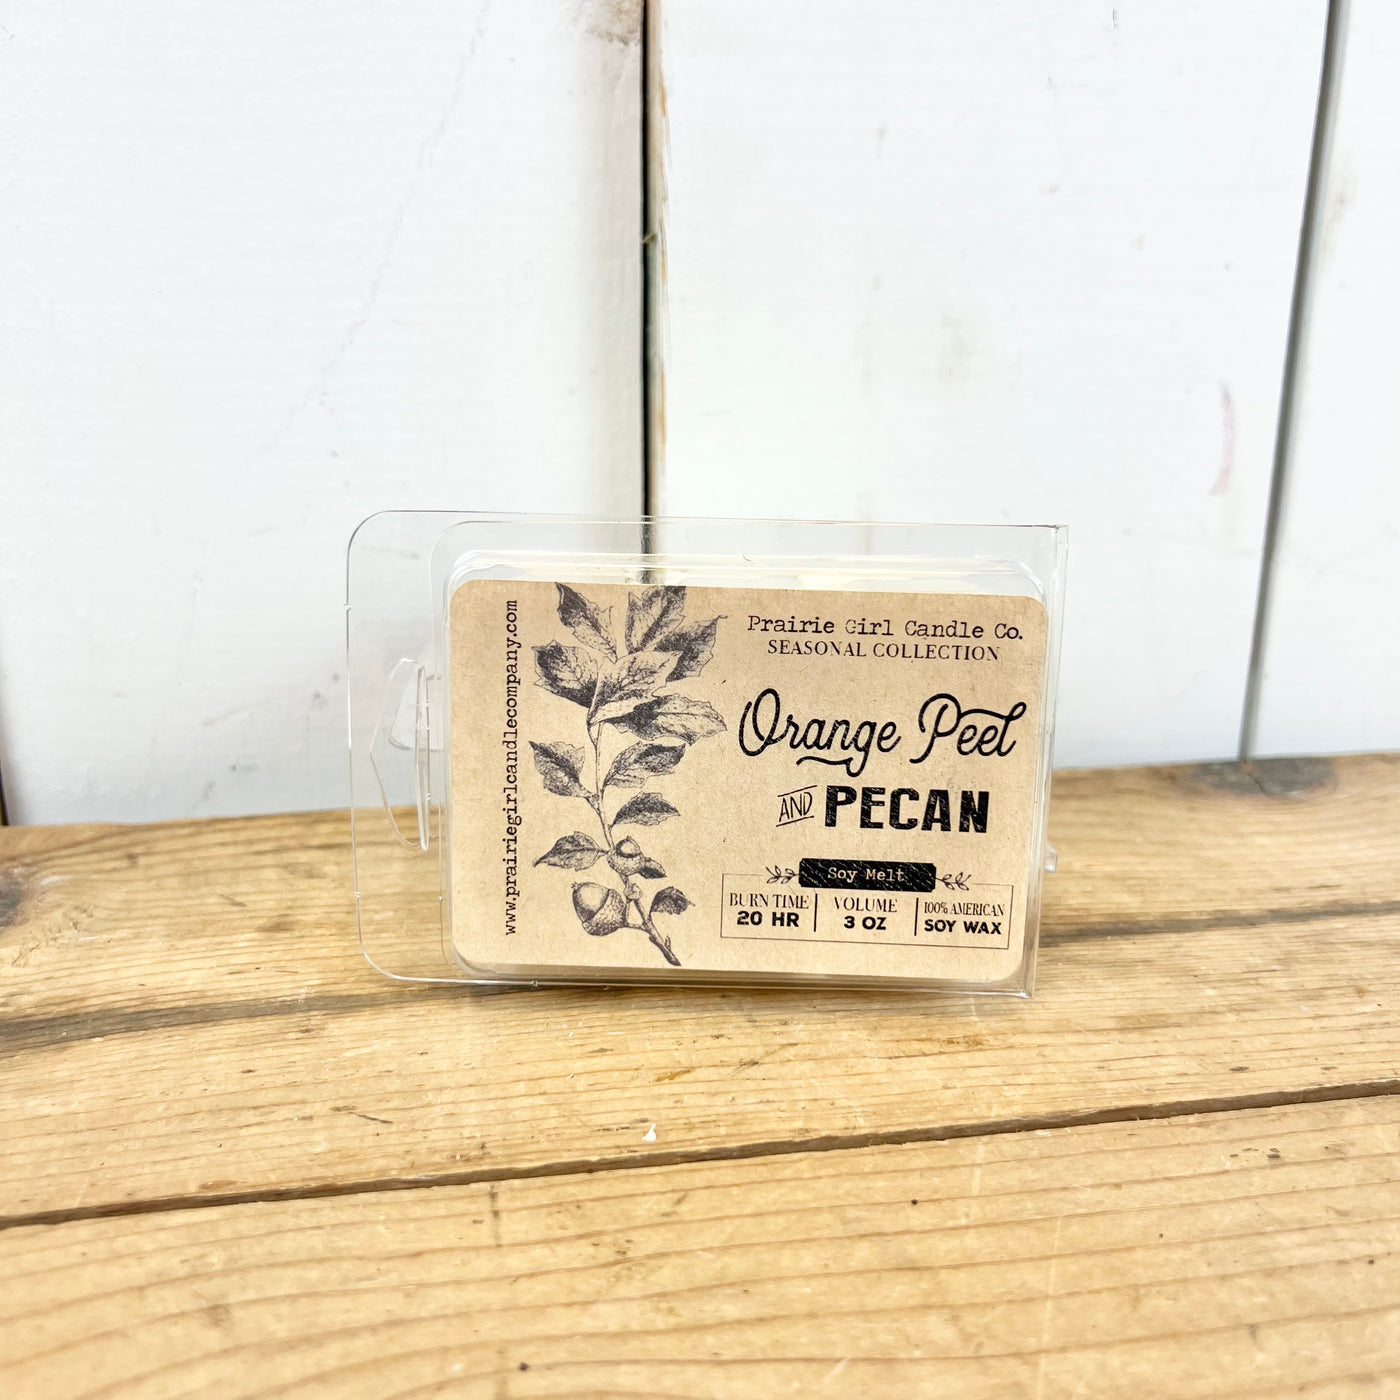 www.prairiegirlcandlecompany.com
Prairie Girl Candle Co.
SEASONAL COLLECTION
Orange Peel
AND PECAN
Soy Melt
BURN TIME
20 HR
VOLUME
3 OZ
100% AMERICAN
SOY WAX